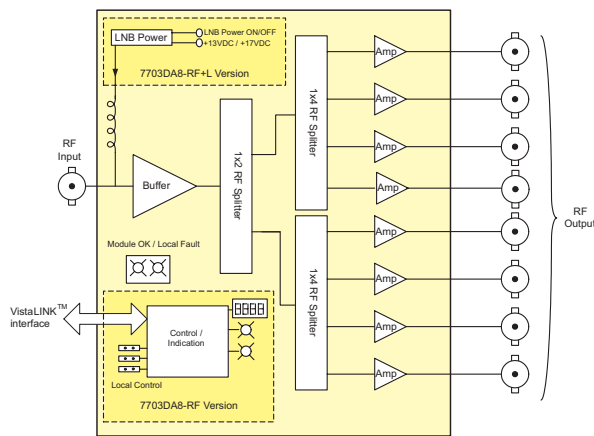 LNB Power
LNB Power ON/OFF
+13VDC / +17VDC
7703DA8-RF+L Version
RF
Input
Buffer
1x2 RF Splitter
1x4 RF Splitter
1x4 RF Splitter
Amp
Amp
Amp
Amp
Amp
Amp
Amp
Amp
RF
Output
Module OK / Local Fault
VistaLINK™
interface
Control /
Indication
8888
Local Control
7703DA8-RF Version